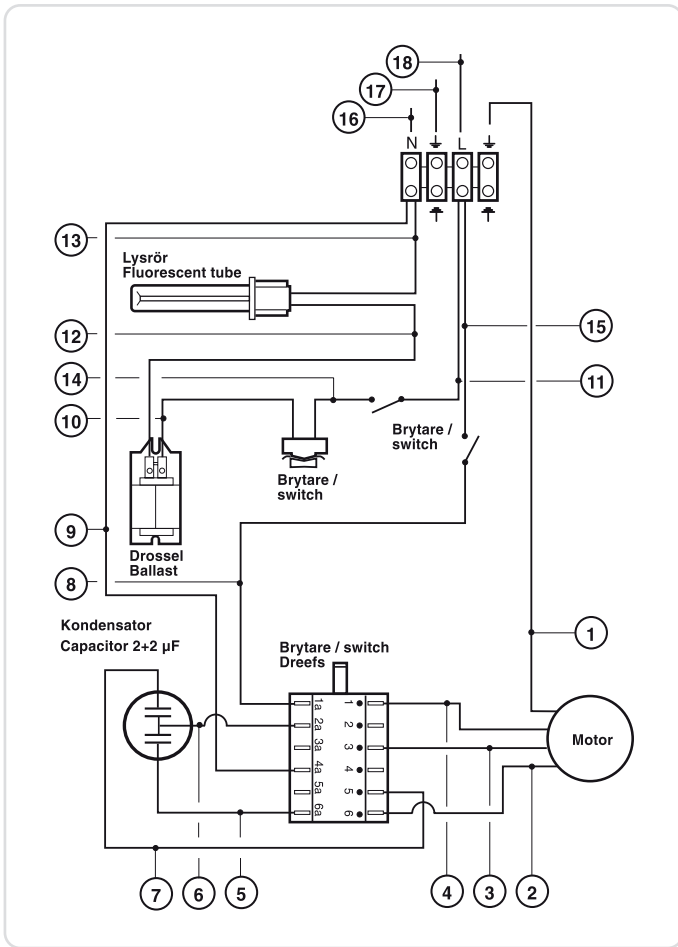 18
17
16
N
L
13
Lysrör
Fluorescent tube
12
15
14
11
10
Brytare /
switch
Brytare /
switch
9
Drossel
Ballast
8
Kondensator
Capacitor 2+2 µF
1
Brytare / switch
Dreefs
1a
2a
3a
4a
5a
6a
1
2
3
4
5
6
Motor
7
6
5
4
3
2